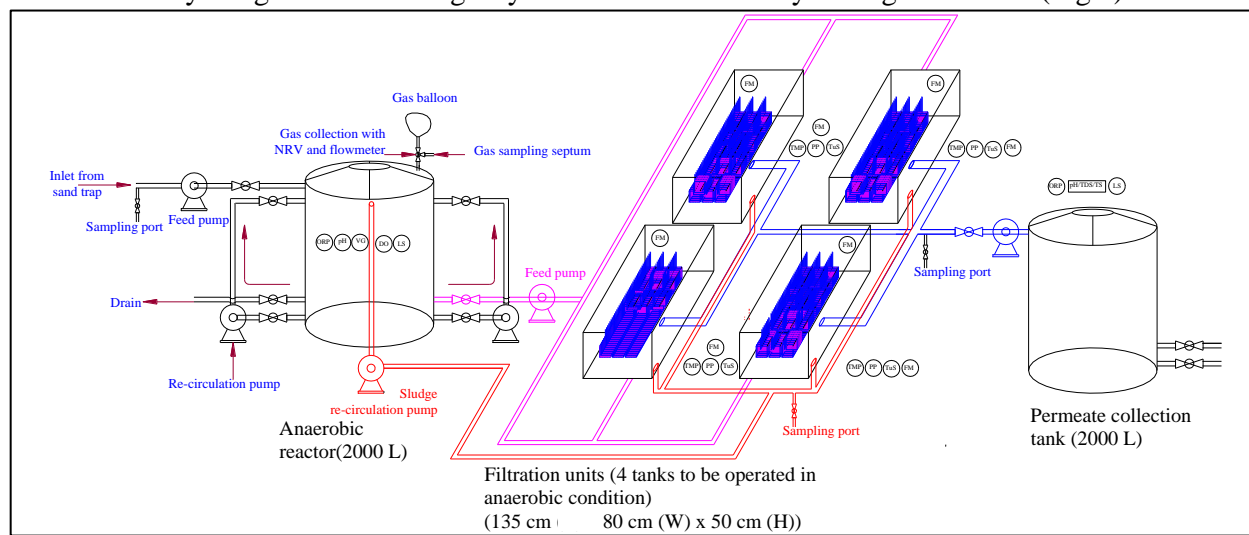 Gas balloon
Gas collection with
NRV and flowmeter
Gas sampling septum
Inlet from
sand trap
Sampling port
Feed pump
ORP
pH
VG
DO
LS
Drain
Re-circulation pump
Sludge
re-circulation pump
Anaerobic
reactor(2000 L)
Feed pump
FM
FM
FM
TMP
PP
TuS
TMP
PP
TuS
FM
FM
FM
FM
TMP
PP
TuS
TMP
PP
TuS
FM
Sampling port
Filtration units (4 tanks to be operated in
anaerobic condition)
(135 cm ( 80 cm (W) x 50 cm (H))
Sampling port
ORP
pH/TDS/TS
LS
Permeate collection
tank (2000 L)